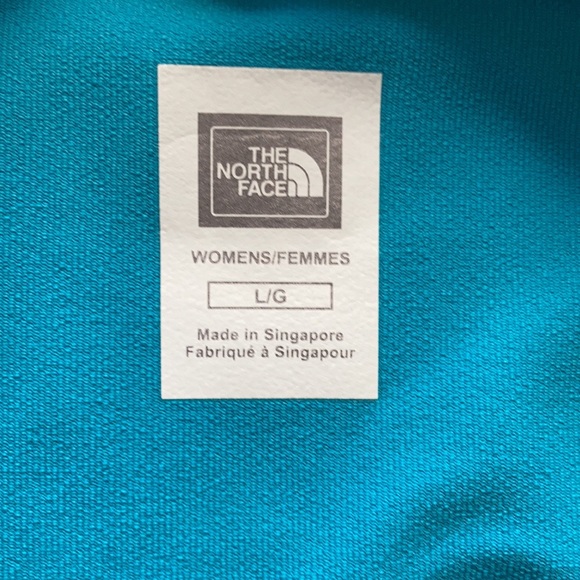 THE
NORTH
FACE
WOMENS/FEMMES
L/G
Made in Singapore
Fabriqué à Singapour